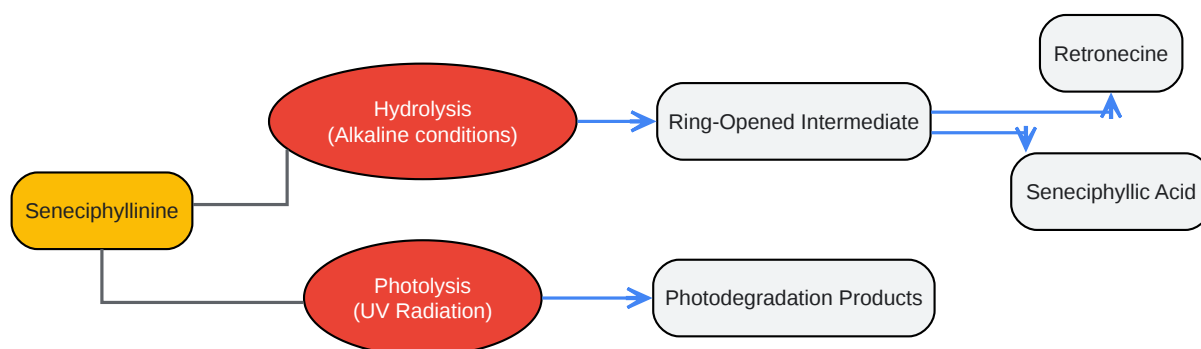 Retronecine
Hydrolysis
(Alkaline conditions)
Ring-Opened Intermediate
Seneciphyllic Acid
Seneciphyllinine
Photolysis
(UV Radiation)
Photodegradation Products